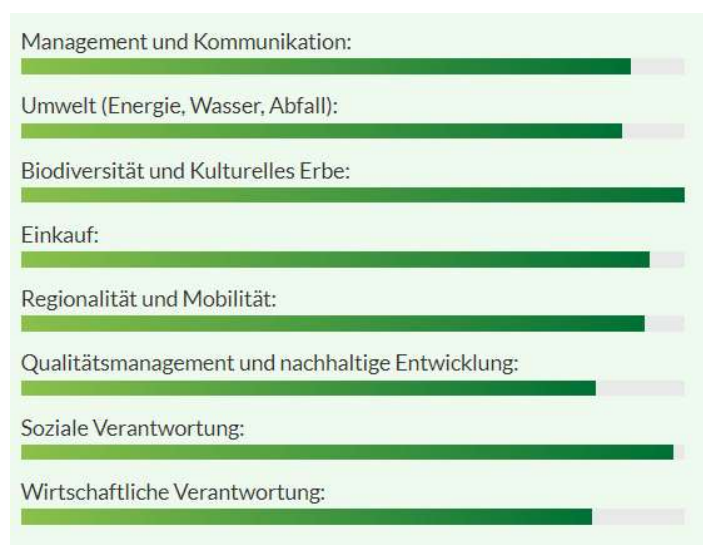 Management und Kommunikation:
Umwelt (Energie, Wasser, Abfall):
Biodiversität und Kulturelles Erbe:
Einkauf:
Regionalität und Mobilität:
Qualitätsmanagement und nachhaltige Entwicklung:
Soziale Verantwortung:
Wirtschaftliche Verantwortung: